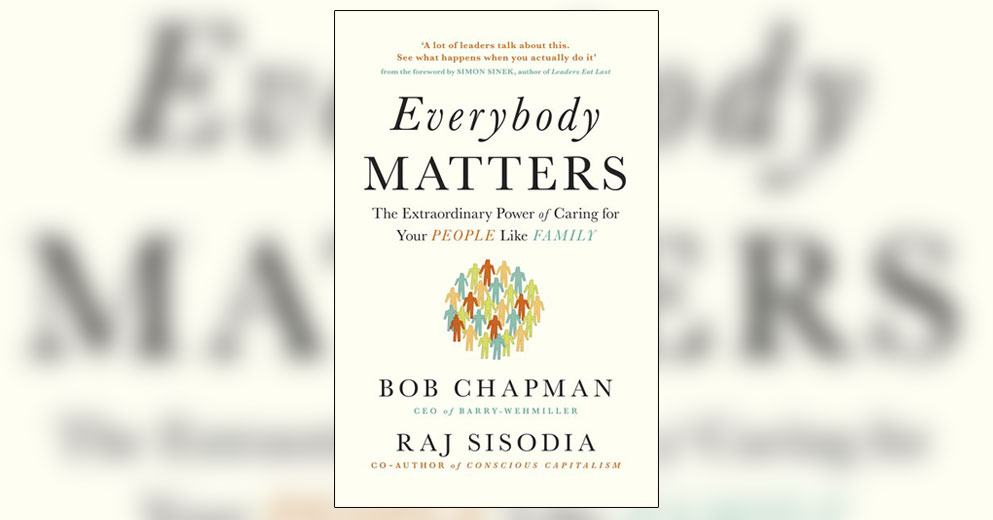 ‘A lot of leaders talk about this.
See what happens when you actually do it’
from the foreword by SIMON SINEK, author of Leaders Eat Last
Everybody
MATTERS
The Extraordinary Power of Caring for
Your PEOPLE Like FAMILY
BOB CHAPMAN
CEO of BARRY-WEHMILLER
RAJ SISODIA
CO-AUTHOR of CONSCIOUS CAPITALISM